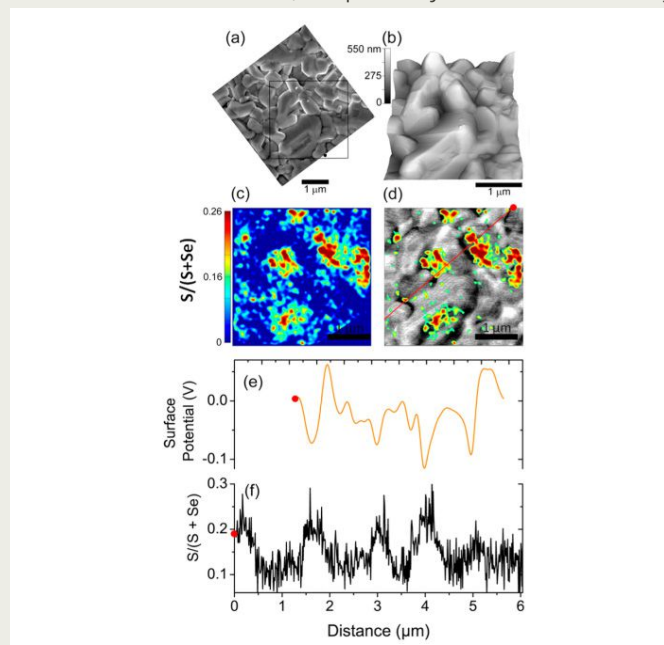 (a)
(b)
550 nm
275
0
1 µm
1 µm
(c)
(d)
S/(S+Se)
0.26
0.16
0
1 µm
1 µm
(e)
Surface
Potential (V)
0.0
-0.1
(f)
S/(S + Se)
0.3
0.2
0.1
0 1 2 3 4 5 6
Distance (µm)